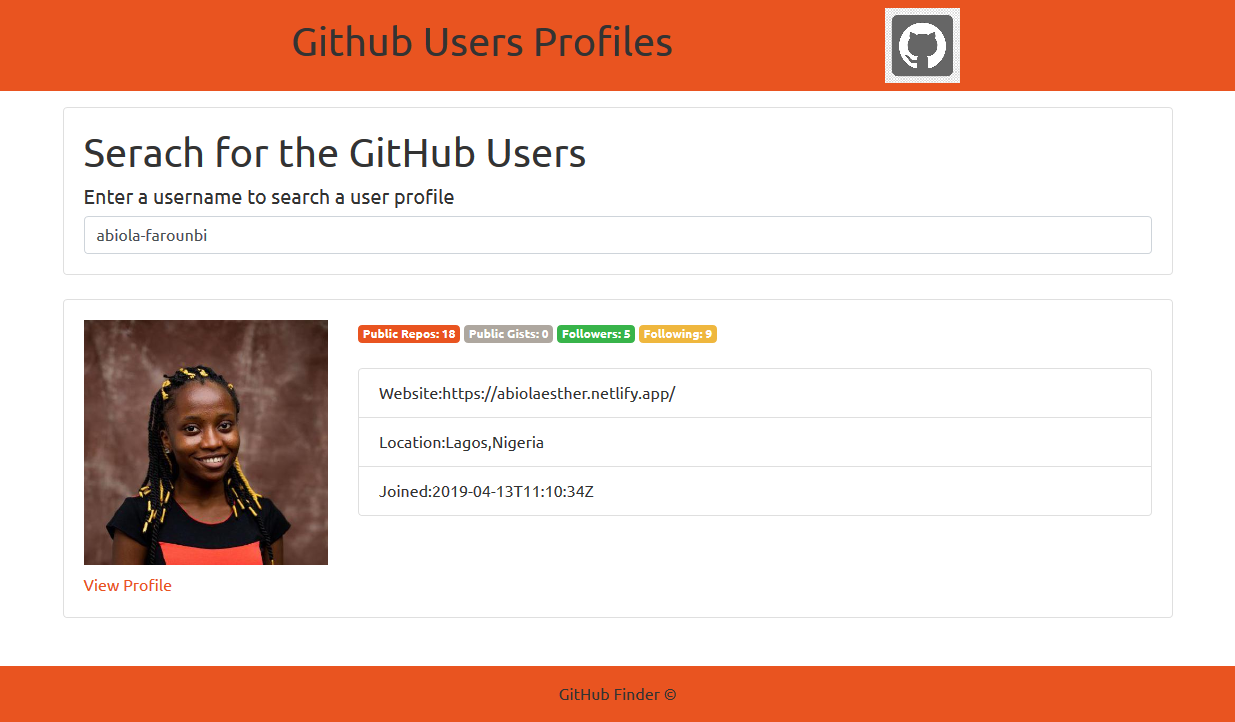 Github Users Profiles
Serach for the GitHub Users
Enter a username to search a user profile
abiola-farounbi
Public Repos: 18 Public Gists: 0 Followers: 5 Following: 9
Website:https://abiolaesther.netlify.app/
Location:Lagos,Nigeria
Joined:2019-04-13T11:10:34Z
View Profile
GitHub Finder ©